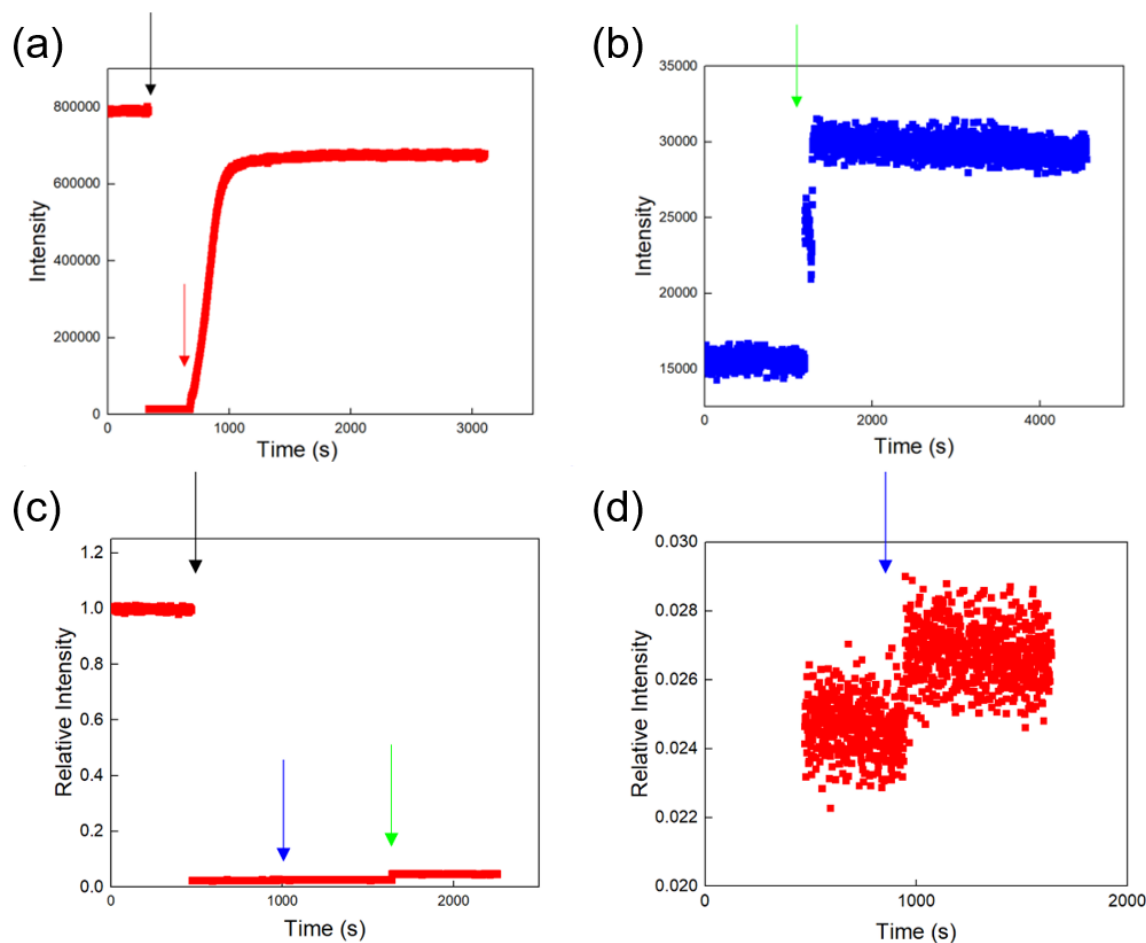 (a)
Intensity
800000
600000
400000
200000
0
0 1000 2000 3000
Time (s)
(b)
Intensity
35000
30000
25000
20000
15000
0 2000 4000
Time (s)
(c)
Relative Intensity
1.2
1.0
0.8
0.6
0.4
0.2
0.0
0 1000 2000
Time (s)
(d)
Relative Intensity
0.030
0.028
0.026
0.024
0.022
0.020
0 1000 2000
Time (s)